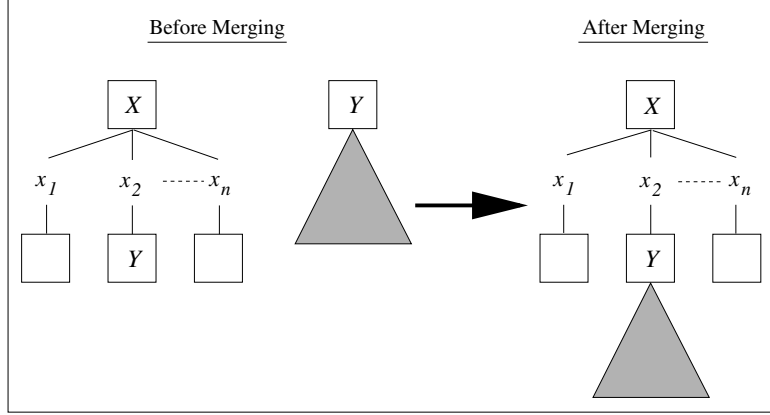 Before Merging After Merging
X Y X
x1 x2 ------ xn x1 x2 ------ xn
Y Y